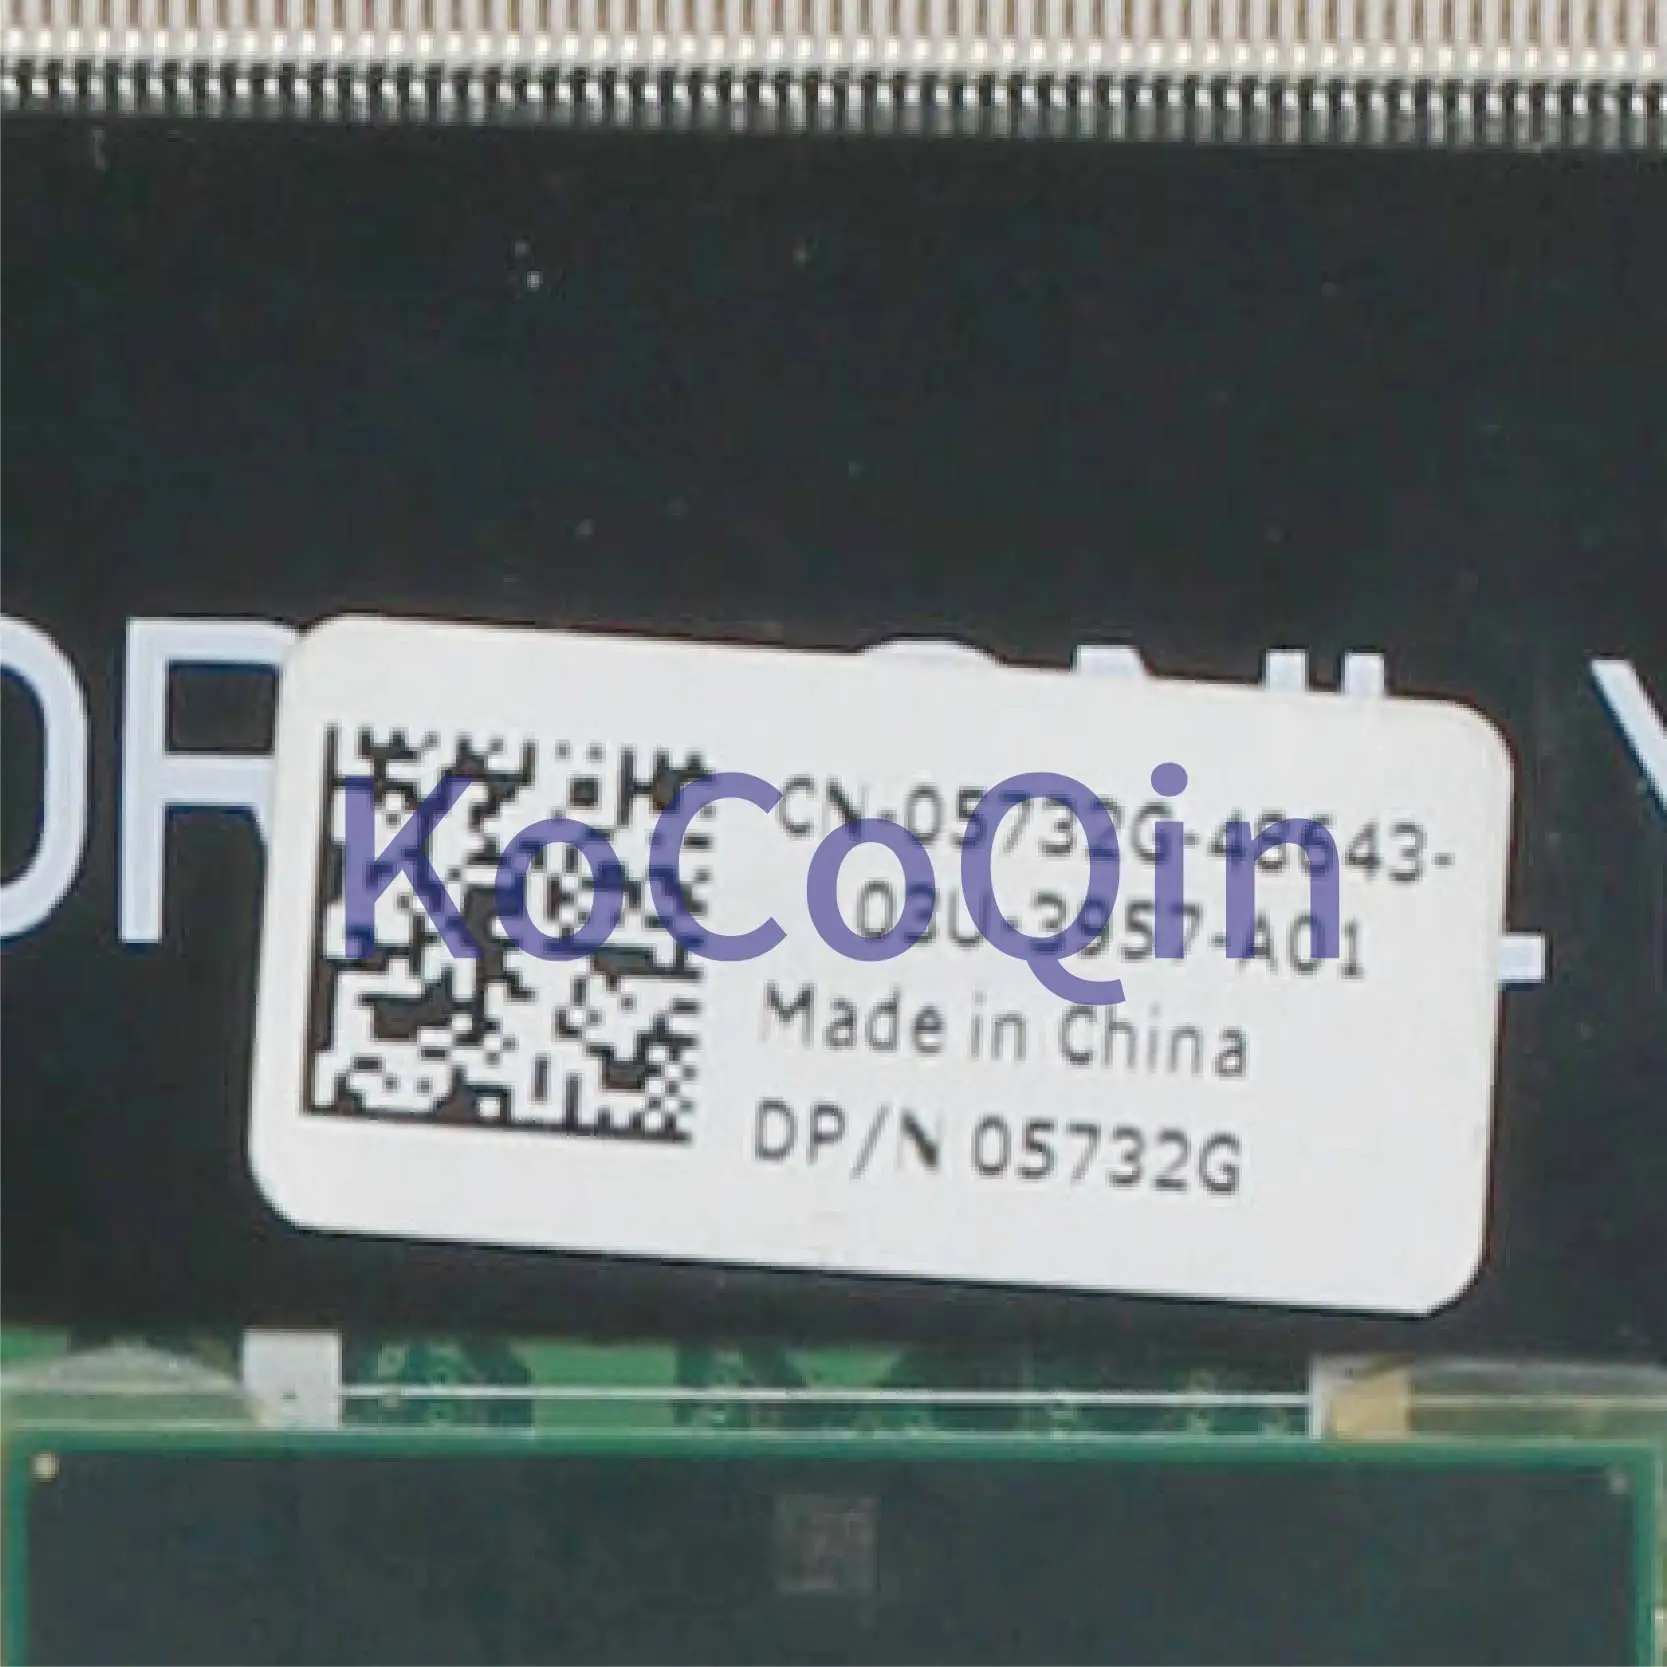 CN-05732G-48643-
03U-3957-A01
Made in China
DP/N 05732G
KoCoQin